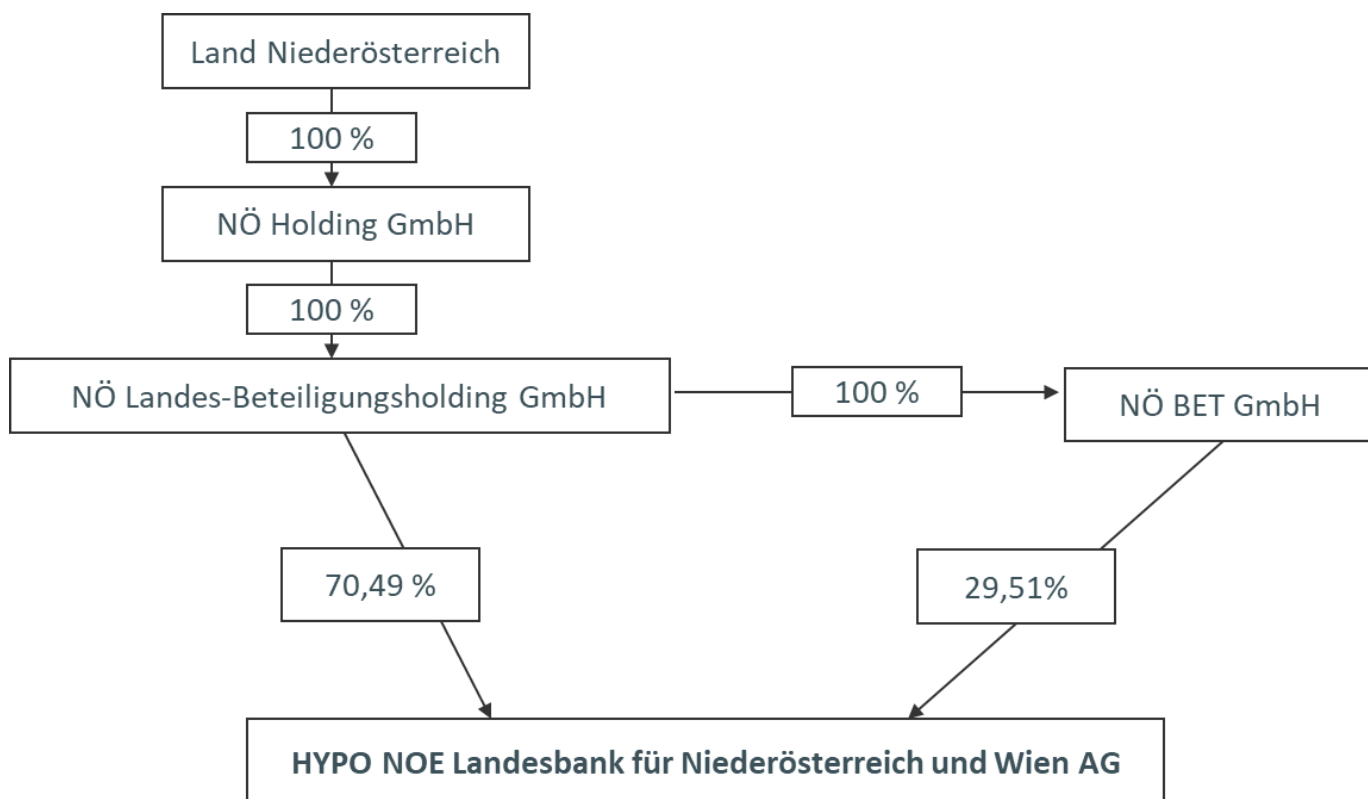 Land Niederösterreich
100 %
NÖ Holding GmbH
100 %
NÖ Landes-Beteiligungsholding GmbH
100 %
NÖ BET GmbH
70,49 %
29,51%
HYPO NOE Landesbank für Niederösterreich und Wien AG